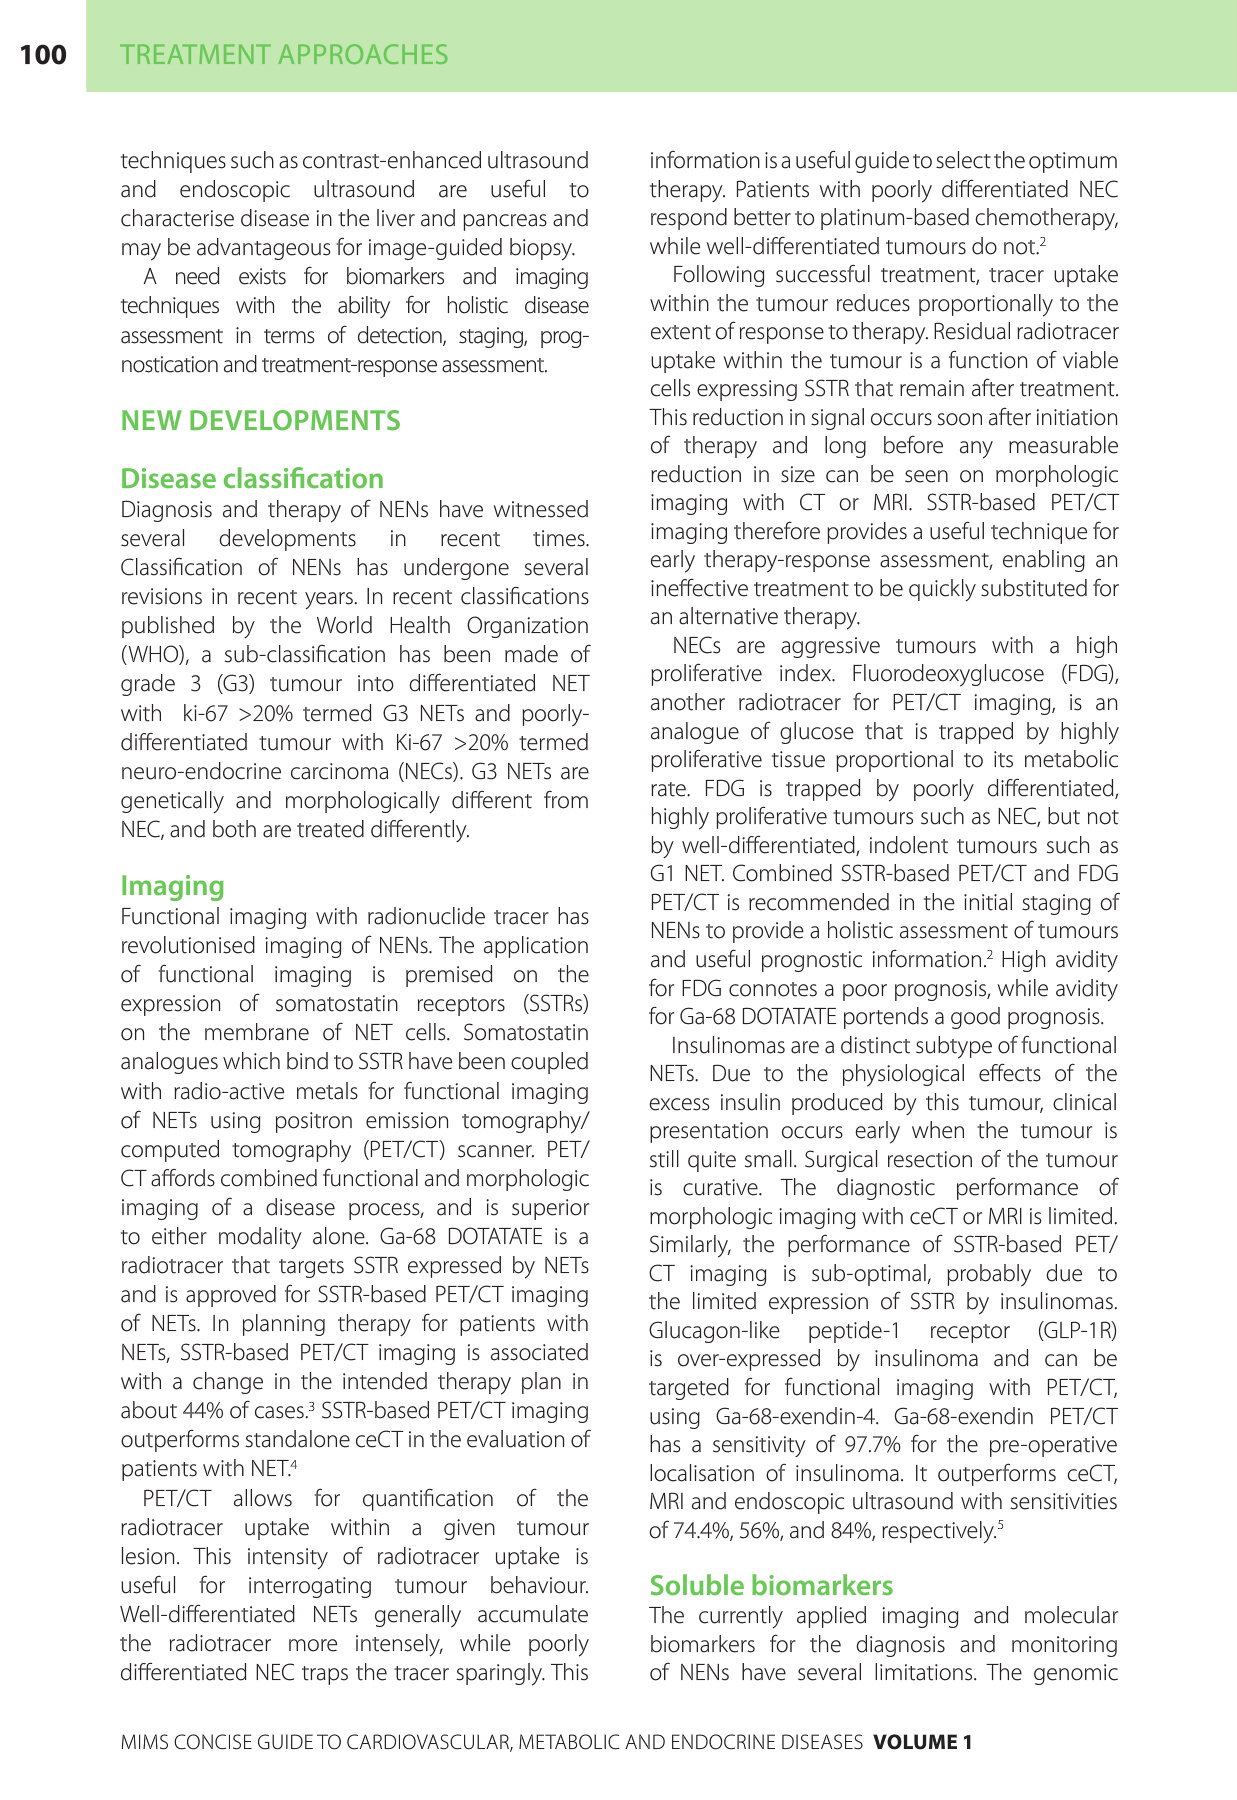 100
TREATMENT APPROACHES
techniques such as contrast-enhanced ultrasound
and endoscopic ultrasound are useful to
characterise disease in the liver and pancreas and
may be advantageous for image-guided biopsy.
A need exists for biomarkers and imaging
techniques with the ability for holistic disease
assessment in terms of detection, staging, prog-
nostication and treatment-response assessment.
NEW DEVELOPMENTS
Disease classification
Diagnosis and therapy of NENs have witnessed
several developments in recent times.
Classification of NENs has undergone several
revisions in recent years. In recent classifications
published by the World Health Organization
(WHO), a sub-classification has been made of
grade 3 (G3) tumour into differentiated NET
with ki-67 >20% termed G3 NETs and poorly-
differentiated tumour with Ki-67 >20% termed
neuro-endocrine carcinoma (NECs). G3 NETs are
genetically and morphologically different from
NEC, and both are treated differently.
Imaging
Functional imaging with radionuclide tracer has
revolutionised imaging of NENs. The application
of functional imaging is premised on the
expression of somatostatin receptors (SSTRs)
on the membrane of NET cells. Somatostatin
analogues which bind to SSTR have been coupled
with radio-active metals for functional imaging
of NETs using positron emission tomography/
computed tomography (PET/CT) scanner. PET/
CT affords combined functional and morphologic
imaging of a disease process, and is superior
to either modality alone. Ga-68 DOTATATE is a
radiotracer that targets SSTR expressed by NETs
and is approved for SSTR-based PET/CT imaging
of NETs. In planning therapy for patients with
NETs, SSTR-based PET/CT imaging is associated
with a change in the intended therapy plan in
about 44% of cases.³ SSTR-based PET/CT imaging
outperforms standalone ceCT in the evaluation of
patients with NET.⁴
PET/CT allows for quantification of the
radiotracer uptake within a given tumour
lesion. This intensity of radiotracer uptake is
useful for interrogating tumour behaviour.
Well-differentiated NETs generally accumulate
the radiotracer more intensely, while poorly
differentiated NEC traps the tracer sparingly. This
information is a useful guide to select the optimum
therapy. Patients with poorly differentiated NEC
respond better to platinum-based chemotherapy,
while well-differentiated tumours do not.²
Following successful treatment, tracer uptake
within the tumour reduces proportionally to the
extent of response to therapy. Residual radiotracer
uptake within the tumour is a function of viable
cells expressing SSTR that remain after treatment.
This reduction in signal occurs soon after initiation
of therapy and long before any measurable
reduction in size can be seen on morphologic
imaging with CT or MRI. SSTR-based PET/CT
imaging therefore provides a useful technique for
early therapy-response assessment, enabling an
ineffective treatment to be quickly substituted for
an alternative therapy.
NECs are aggressive tumours with a high
proliferative index. Fluorodeoxyglucose (FDG),
another radiotracer for PET/CT imaging, is an
analogue of glucose that is trapped by highly
proliferative tissue proportional to its metabolic
rate. FDG is trapped by poorly differentiated,
highly proliferative tumours such as NEC, but not
by well-differentiated, indolent tumours such as
G1 NET. Combined SSTR-based PET/CT and FDG
PET/CT is recommended in the initial staging of
NENs to provide a holistic assessment of tumours
and useful prognostic information.² High avidity
for FDG connotes a poor prognosis, while avidity
for Ga-68 DOTATATE portends a good prognosis.
Insulinomas are a distinct subtype of functional
NETs. Due to the physiological effects of the
excess insulin produced by this tumour, clinical
presentation occurs early when the tumour is
still quite small. Surgical resection of the tumour
is curative. The diagnostic performance of
morphologic imaging with ceCT or MRI is limited.
Similarly, the performance of SSTR-based PET/
CT imaging is sub-optimal, probably due to
the limited expression of SSTR by insulinomas.
Glucagon-like peptide-1 receptor (GLP-1R)
is over-expressed by insulinoma and can be
targeted for functional imaging with PET/CT,
using Ga-68-exendin-4. Ga-68-exendin PET/CT
has a sensitivity of 97.7% for the pre-operative
localisation of insulinoma. It outperforms ceCT,
MRI and endoscopic ultrasound with sensitivities
of 74.4%, 56%, and 84%, respectively.⁵
Soluble biomarkers
The currently applied imaging and molecular
biomarkers for the diagnosis and monitoring
of NENs have several limitations. The genomic
MIMS CONCISE GUIDE TO CARDIOVASCULAR, METABOLIC AND ENDOCRINE DISEASES VOLUME 1